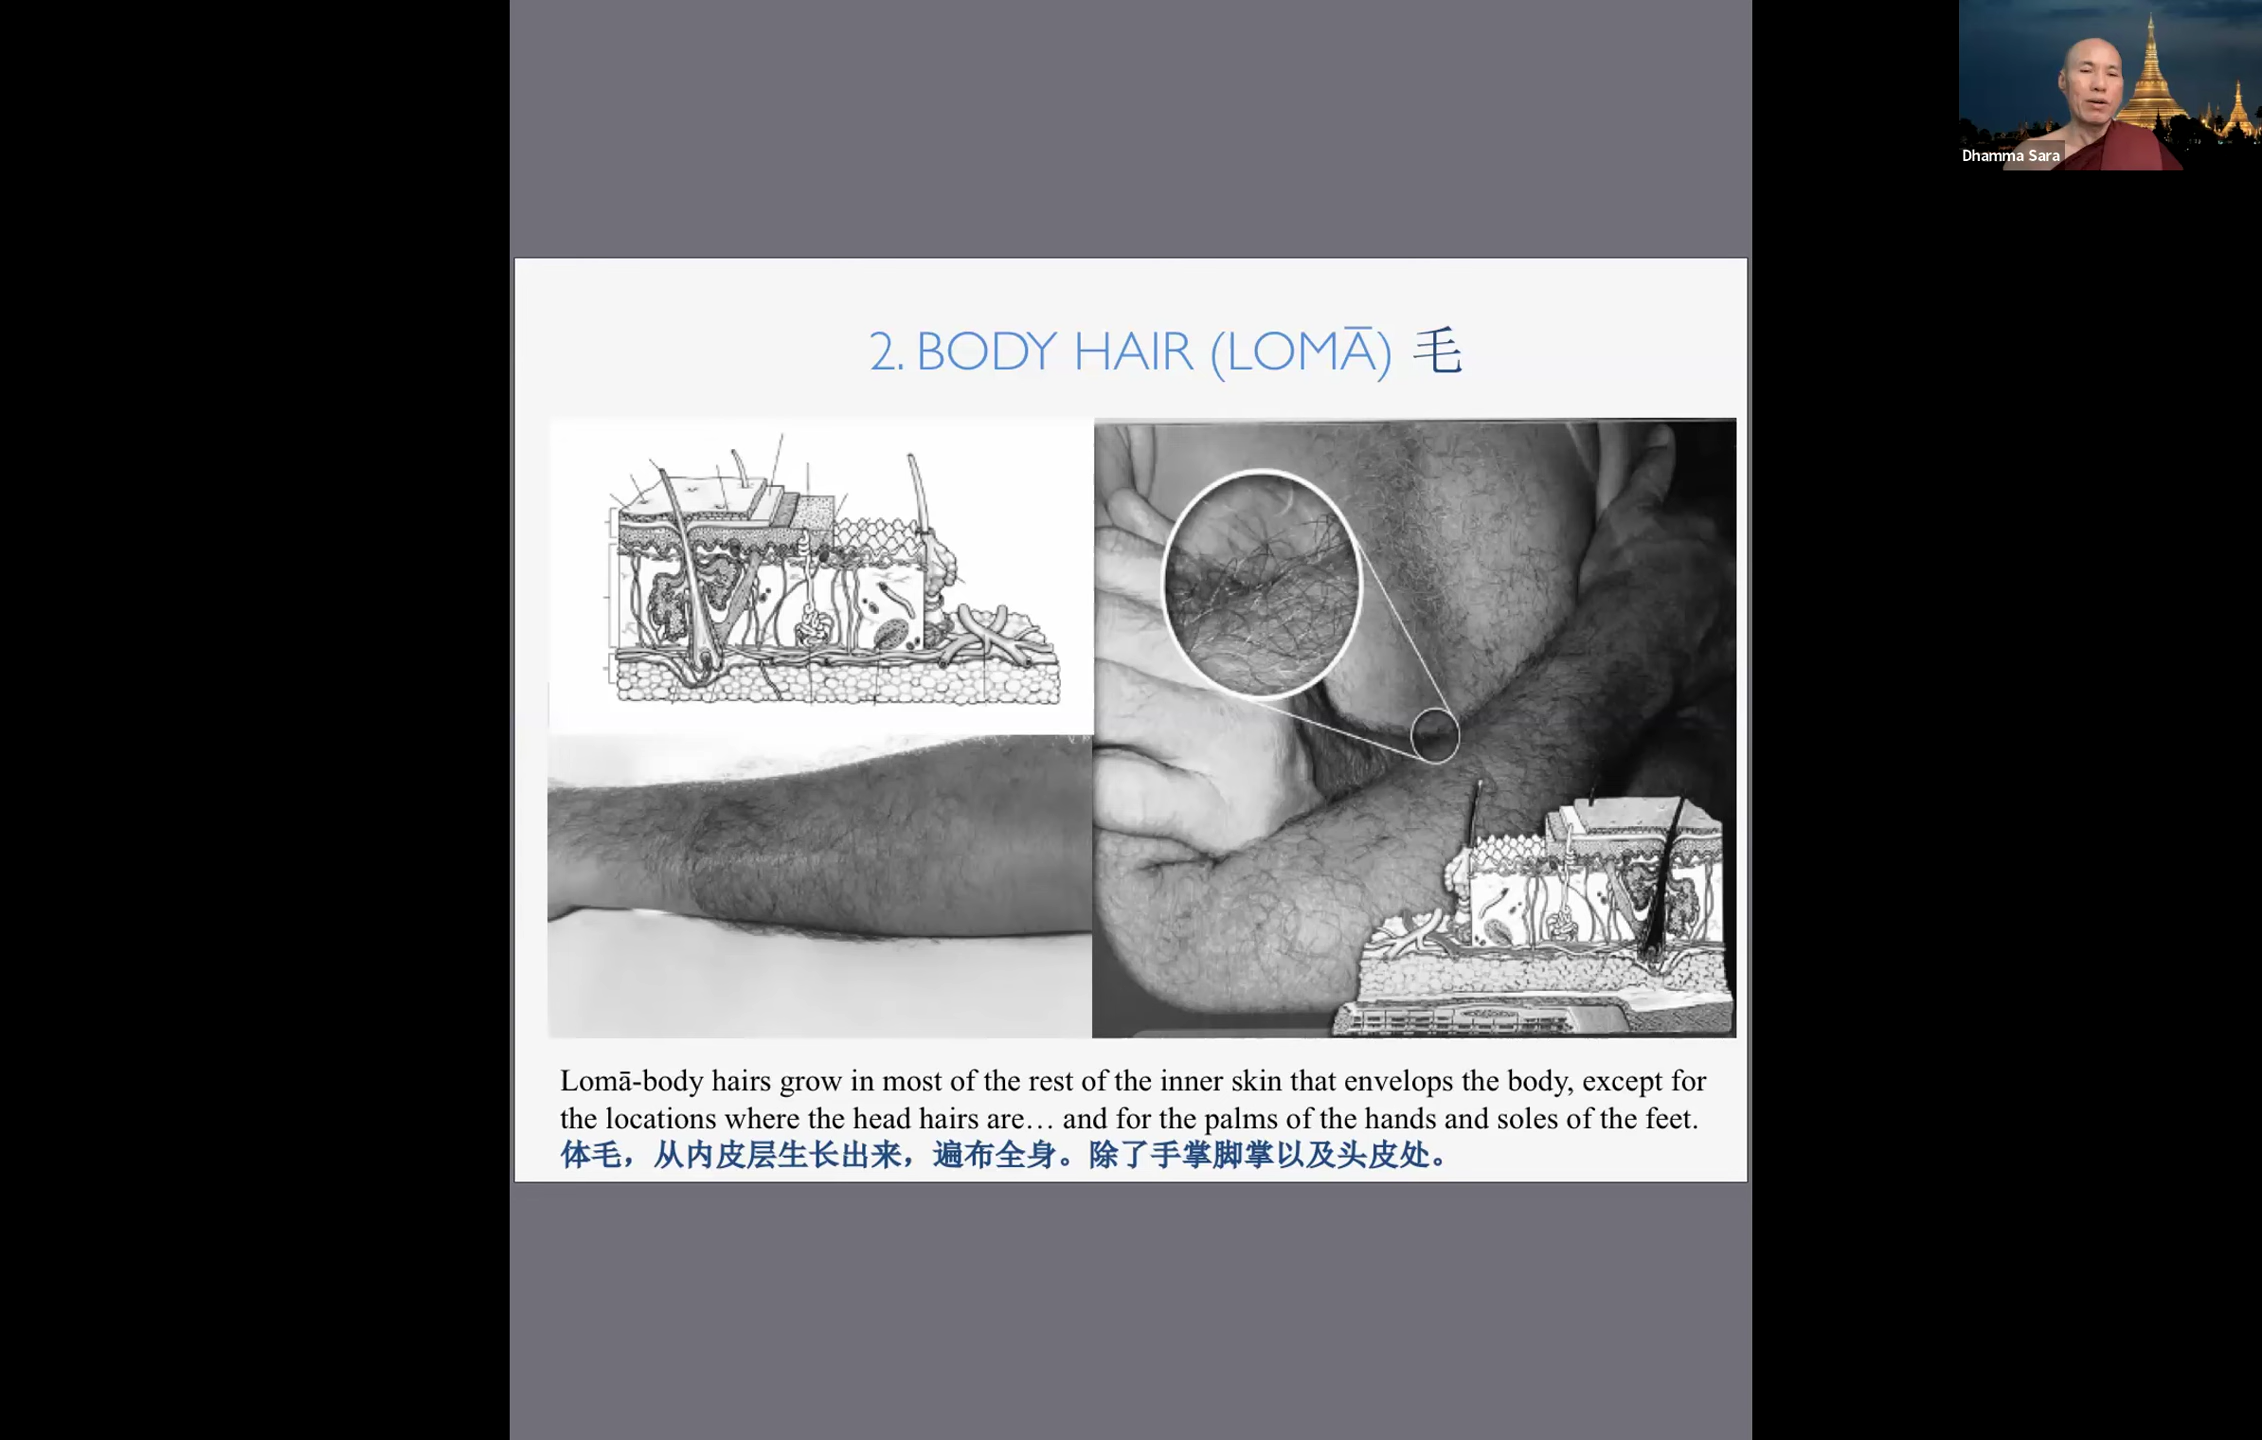 Dhamma Sara
2. BODY HAIR (LOMĀ) 毛
Lomā-body hairs grow in most of the rest of the inner skin that envelops the body, except for
the locations where the head hairs are… and for the palms of the hands and soles of the feet.
体毛，从内皮层生长出来，遍布全身。除了手掌脚掌以及头皮处。